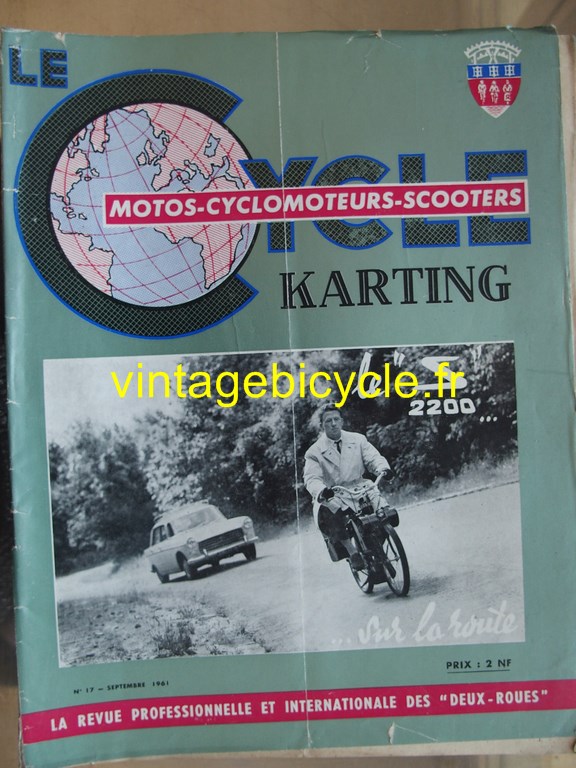 LE
CYCLE
MOTOS-CYCLOMOTEURS-SCOOTERS
KARTING
vintagebicycle.fr
le "S
2200...
...sur la route
PRIX : 2 NF
N° 17 — SEPTEMBRE 1961
LA REVUE PROFESSIONNELLE ET INTERNATIONALE DES "DEUX-ROUES"